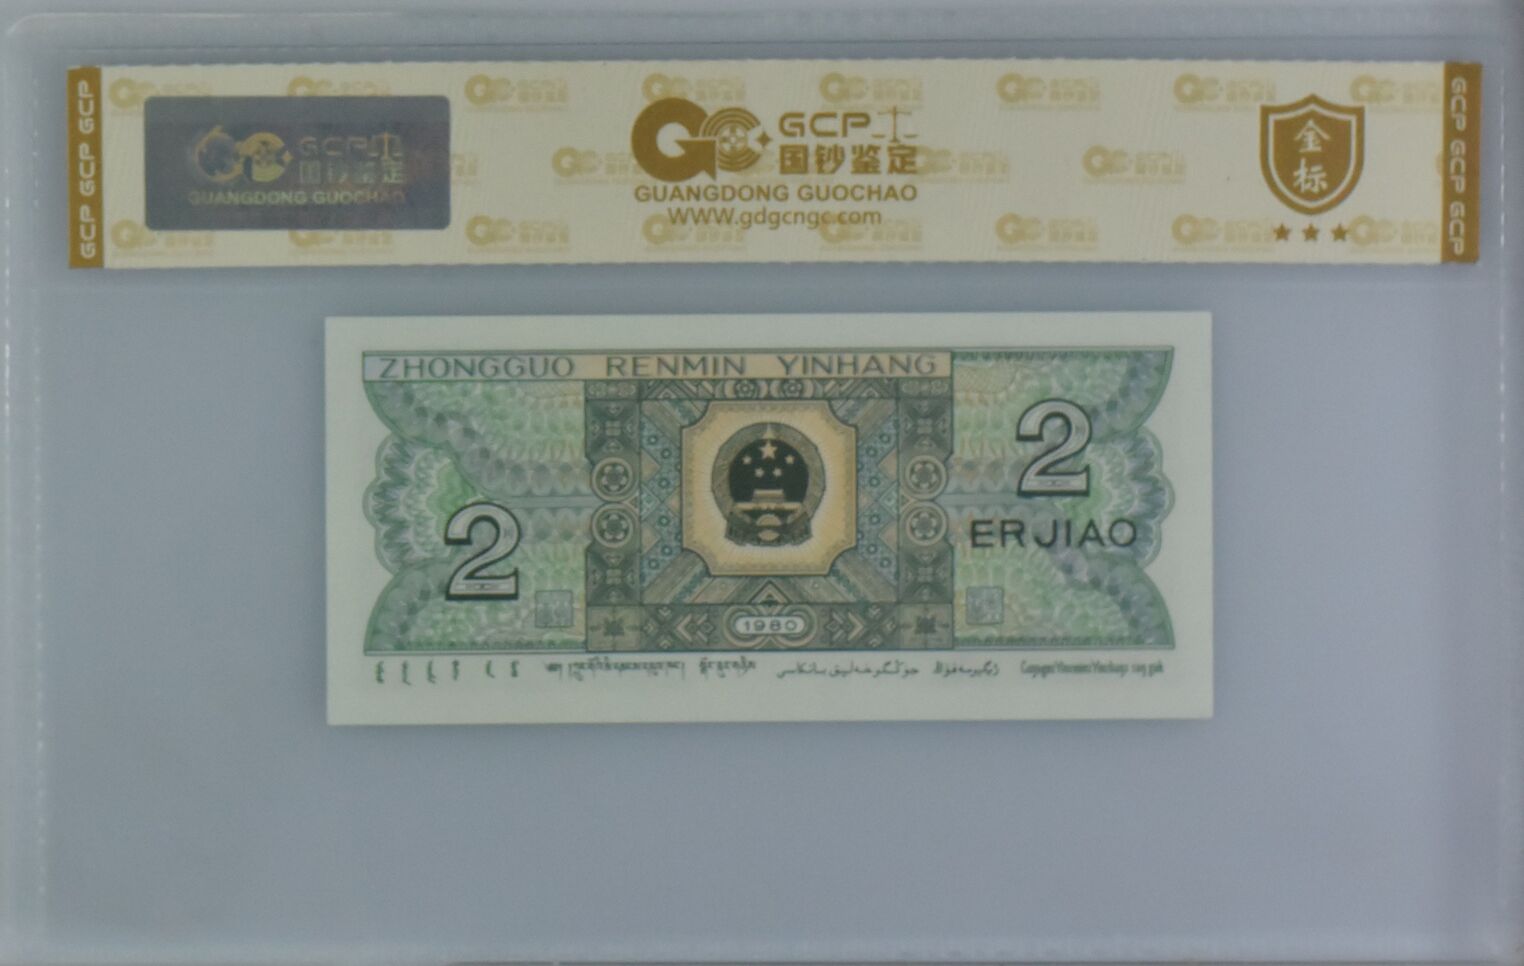 GCP GCP GCP
GCP
国钞鉴定
GUANGDONG GUOCHAO
GCP
国钞鉴定
GUANGDONG GUOCHAO
WWW.gdgcngc.com
金标
GCP GCP GCP
ZHONGGUO RENMIN YINHANG
2
2
ERJIAO
1980